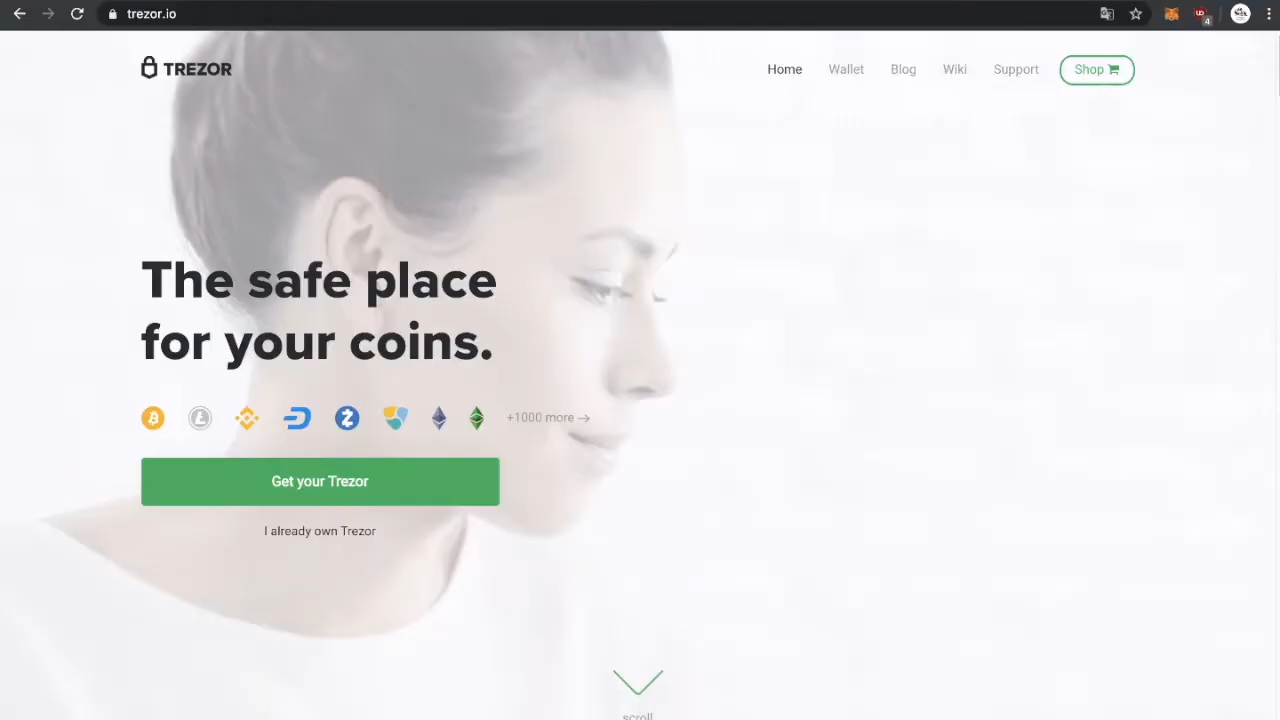 trezor.io
4
TREZOR
Home
Wallet
Blog
Wiki
Support
Shop
The safe place
for your coins.
+1000 more →
Get your Trezor
I already own Trezor
scroll